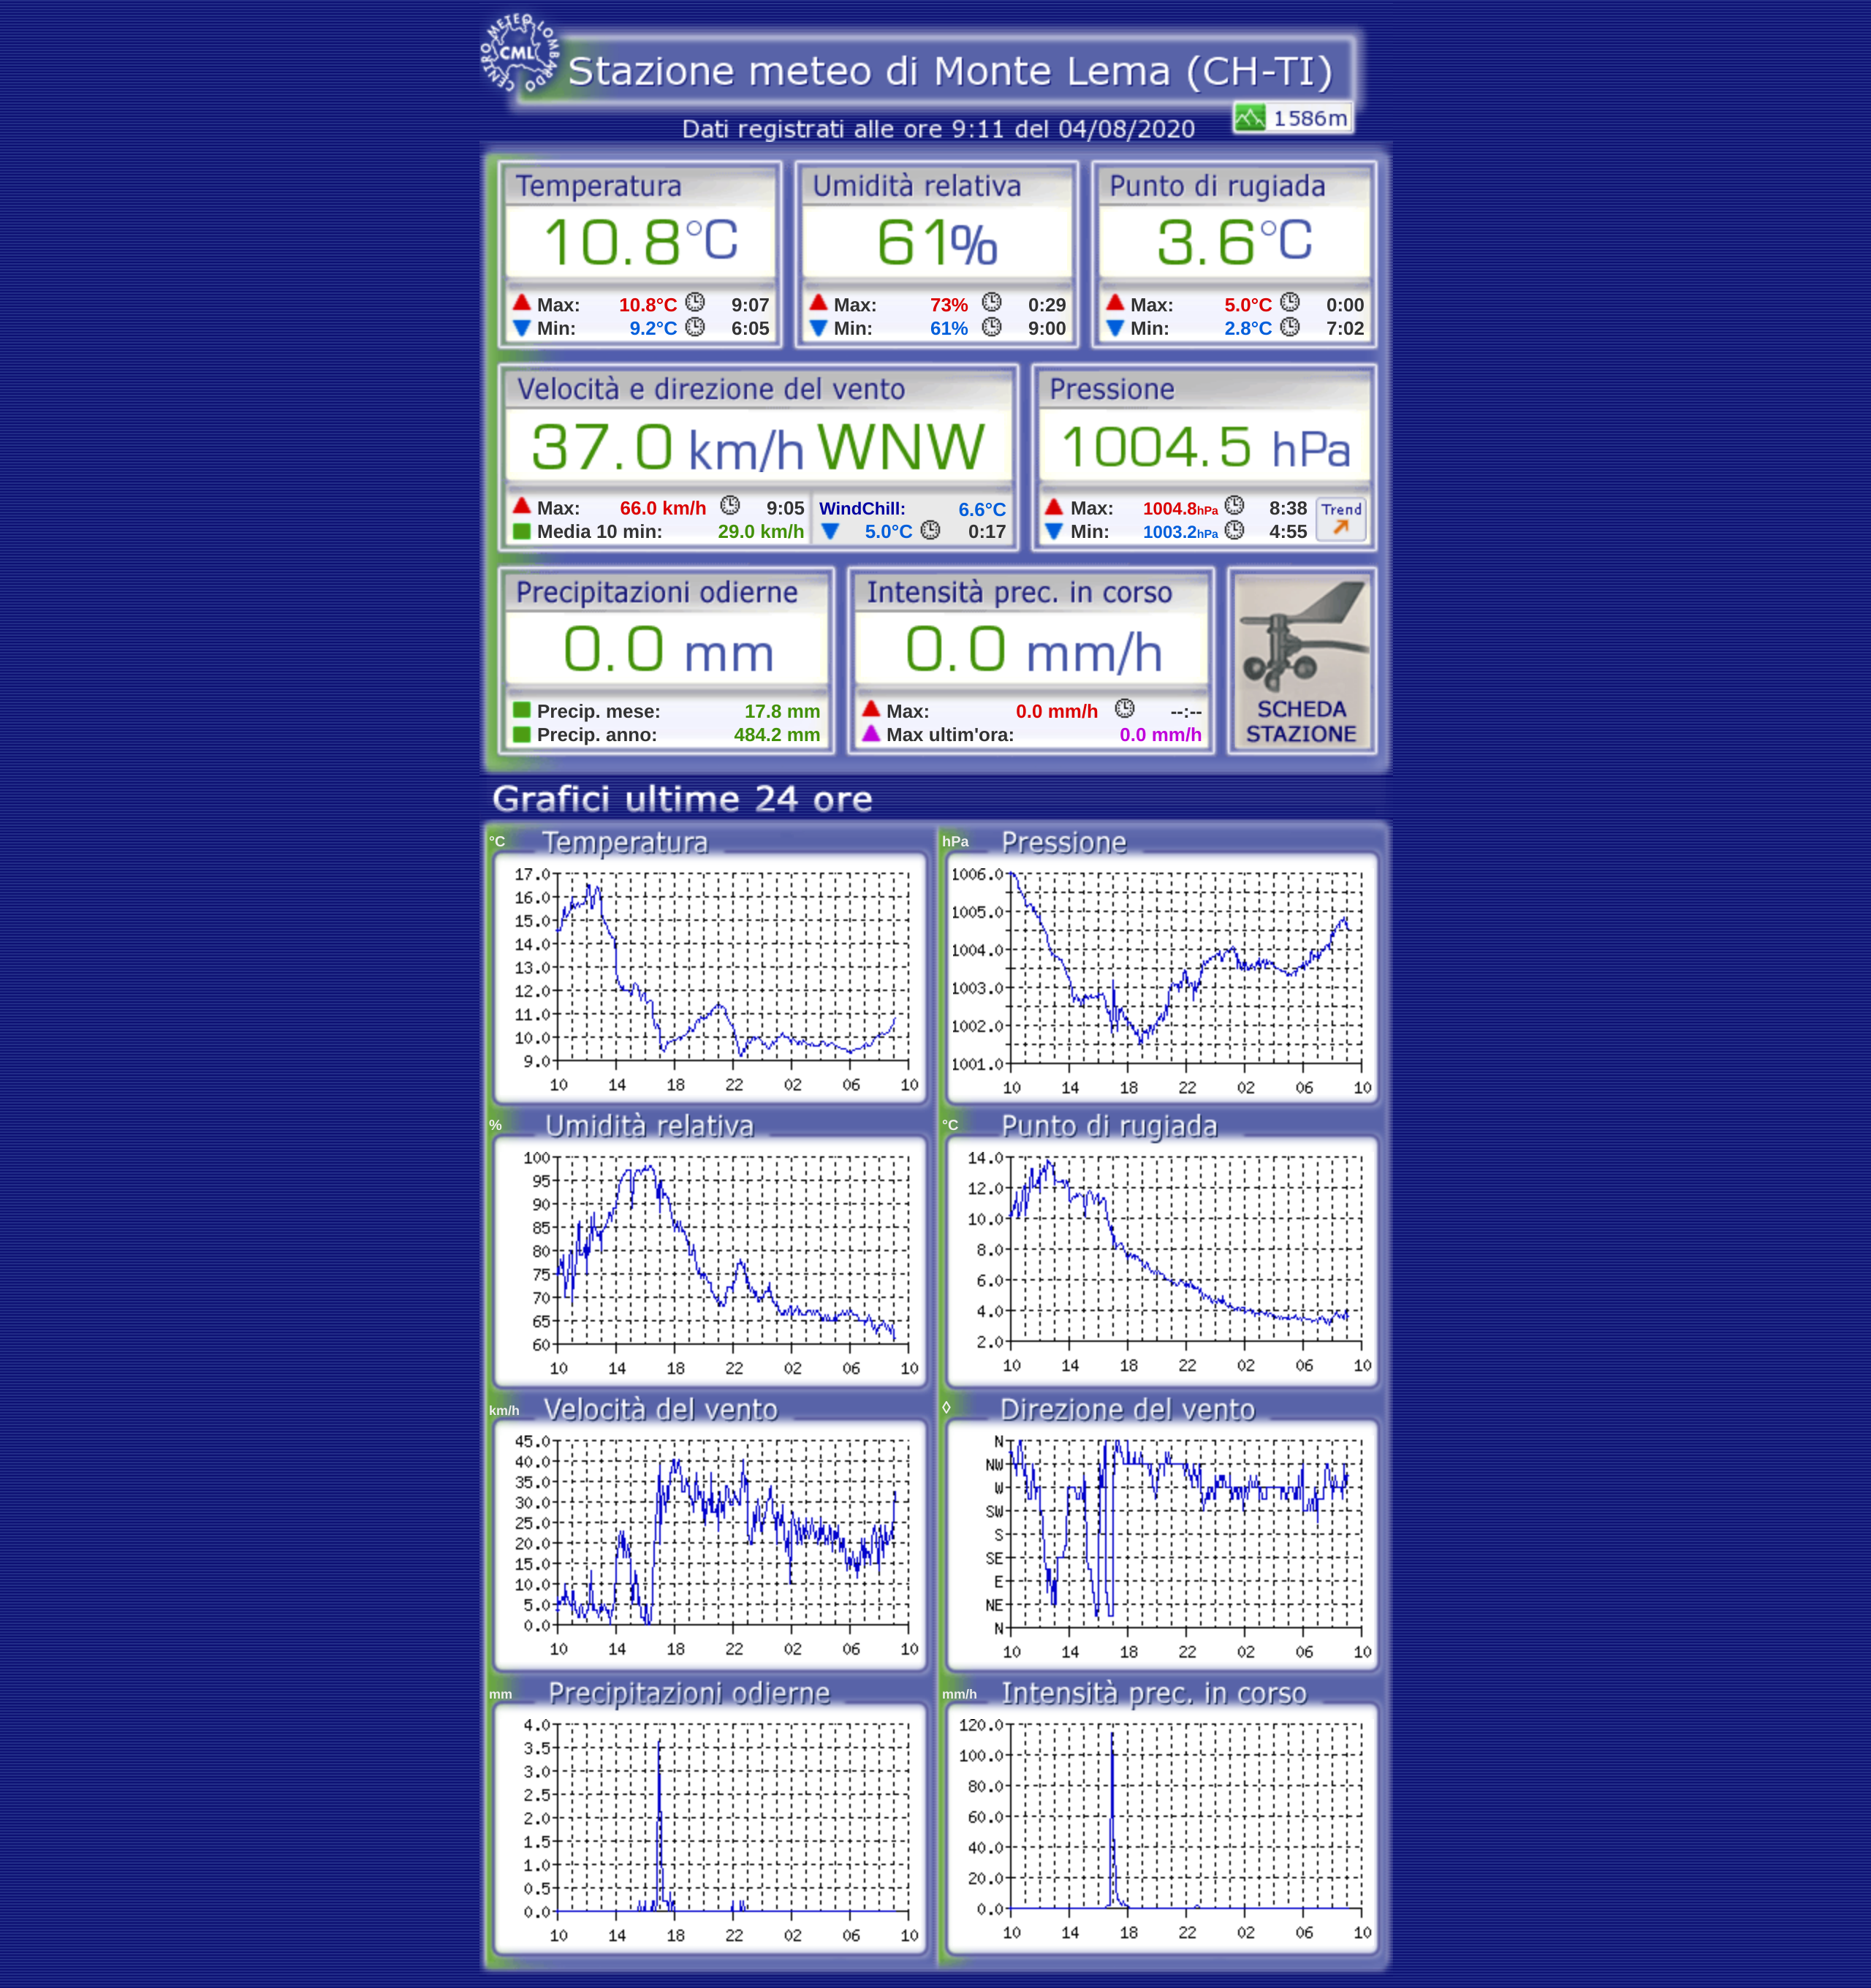 CENTRO METEO LOMBARDO
CML
Stazione meteo di Monte Lema (CH-TI)
1586m
Dati registrati alle ore 9:11 del 04/08/2020
Temperatura Umidità relativa Punto di rugiada
10.8°C 61% 3.6°C
Max: 10.8°C 9:07 Max: 73% 0:29 Max: 5.0°C 0:00
Min: 9.2°C 6:05 Min: 61% 9:00 Min: 2.8°C 7:02
Velocità e direzione del vento Pressione
37.0 km/h WNW 1004.5 hPa
Max: 66.0 km/h 9:05 WindChill: 6.6°C Max: 1004.8hPa 8:38 Trend
Media 10 min: 29.0 km/h 5.0°C 0:17 Min: 1003.2hPa 4:55
Precipitazioni odierne Intensità prec. in corso
0.0 mm 0.0 mm/h
Precip. mese: 17.8 mm Max: 0.0 mm/h --:-- SCHEDA
Precip. anno: 484.2 mm Max ultim'ora: 0.0 mm/h STAZIONE
Grafici ultime 24 ore
°C Temperatura
17.0
16.0
15.0
14.0
13.0
12.0
11.0
10.0
9.0
10 14 18 22 02 06 10
hPa Pressione
1006.0
1005.0
1004.0
1003.0
1002.0
1001.0
10 14 18 22 02 06 10
% Umidità relativa
100
95
90
85
80
75
70
65
60
10 14 18 22 02 06 10
°C Punto di rugiada
14.0
12.0
10.0
8.0
6.0
4.0
2.0
10 14 18 22 02 06 10
km/h Velocità del vento
45.0
40.0
35.0
30.0
25.0
20.0
15.0
10.0
5.0
0.0
10 14 18 22 02 06 10
◊ Direzione del vento
N
NW
W
SW
S
SE
E
NE
N
10 14 18 22 02 06 10
mm Precipitazioni odierne
4.0
3.5
3.0
2.5
2.0
1.5
1.0
0.5
0.0
10 14 18 22 02 06 10
mm/h Intensità prec. in corso
120.0
100.0
80.0
60.0
40.0
20.0
0.0
10 14 18 22 02 06 10